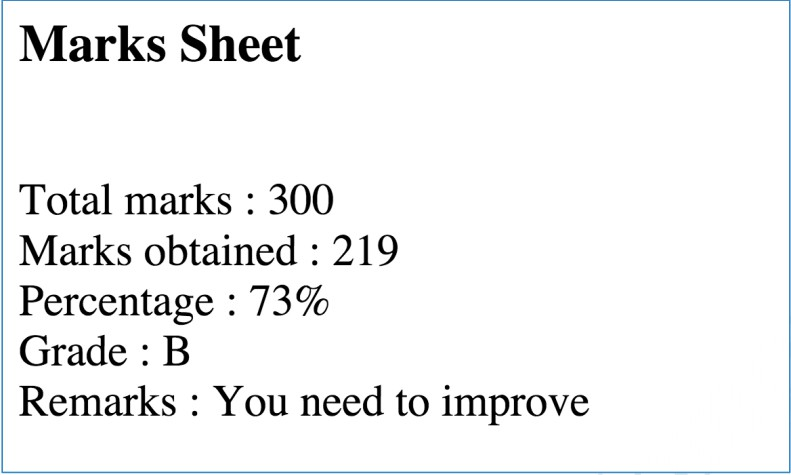 Marks Sheet
Total marks : 300
Marks obtained : 219
Percentage : 73%
Grade : B
Remarks : You need to improve